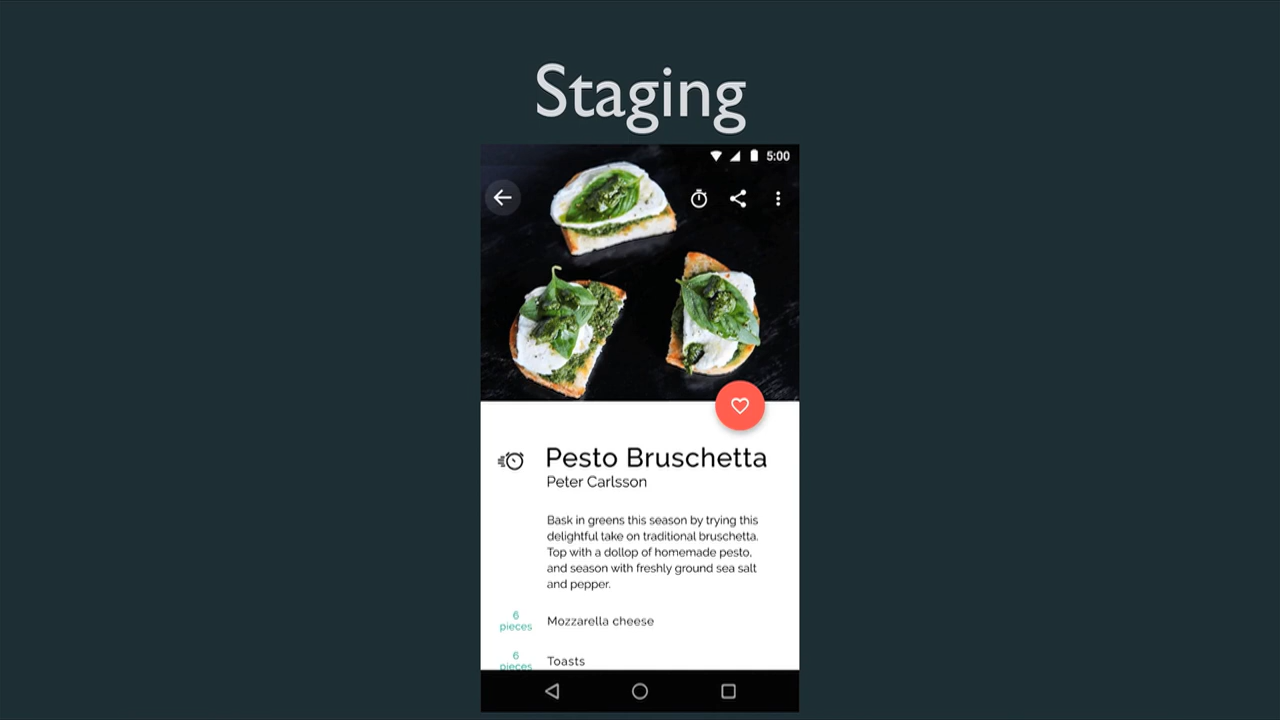 Staging
5:00
Pesto Bruschetta
Peter Carlsson
Bask in greens this season by trying this
delightful take on traditional bruschetta.
Top with a dollop of homemade pesto,
and season with freshly ground sea salt
and pepper.
6
pieces
Mozzarella cheese
6
pieces
Toasts